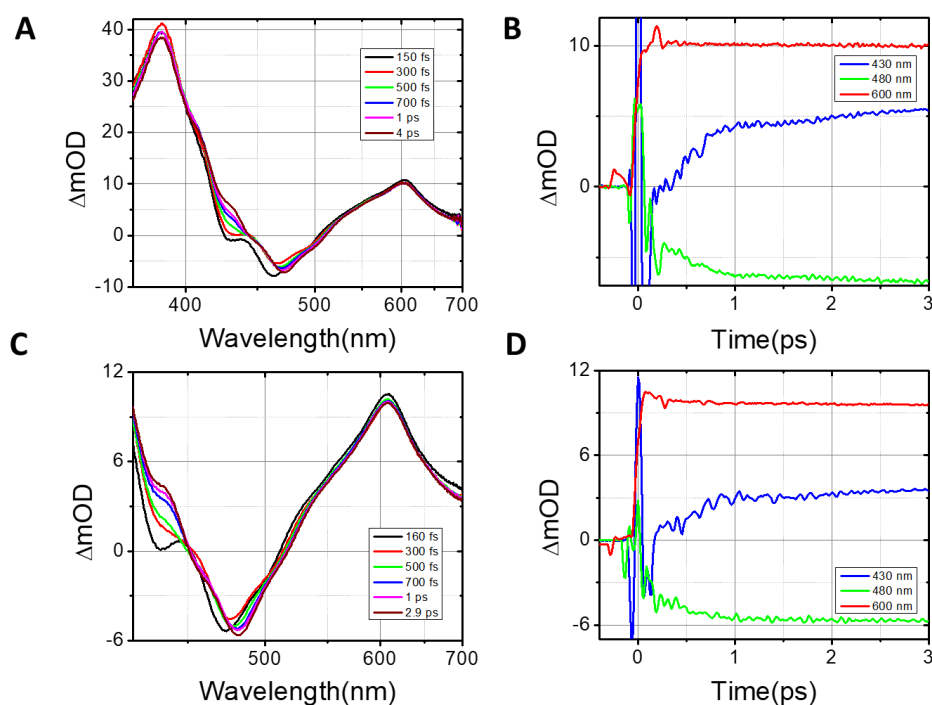 A
ΔmOD
40
30
20
10
0
-10
150 fs
300 fs
500 fs
700 fs
1 ps
4 ps
400
500
600
700
Wavelength(nm)
B
ΔmOD
10
0
430 nm
480 nm
600 nm
0
1
2
3
Time(ps)
C
ΔmOD
12
6
0
-6
160 fs
300 fs
500 fs
700 fs
1 ps
2.9 ps
500
600
700
Wavelength(nm)
D
ΔmOD
12
6
0
-6
430 nm
480 nm
600 nm
0
1
2
3
Time(ps)